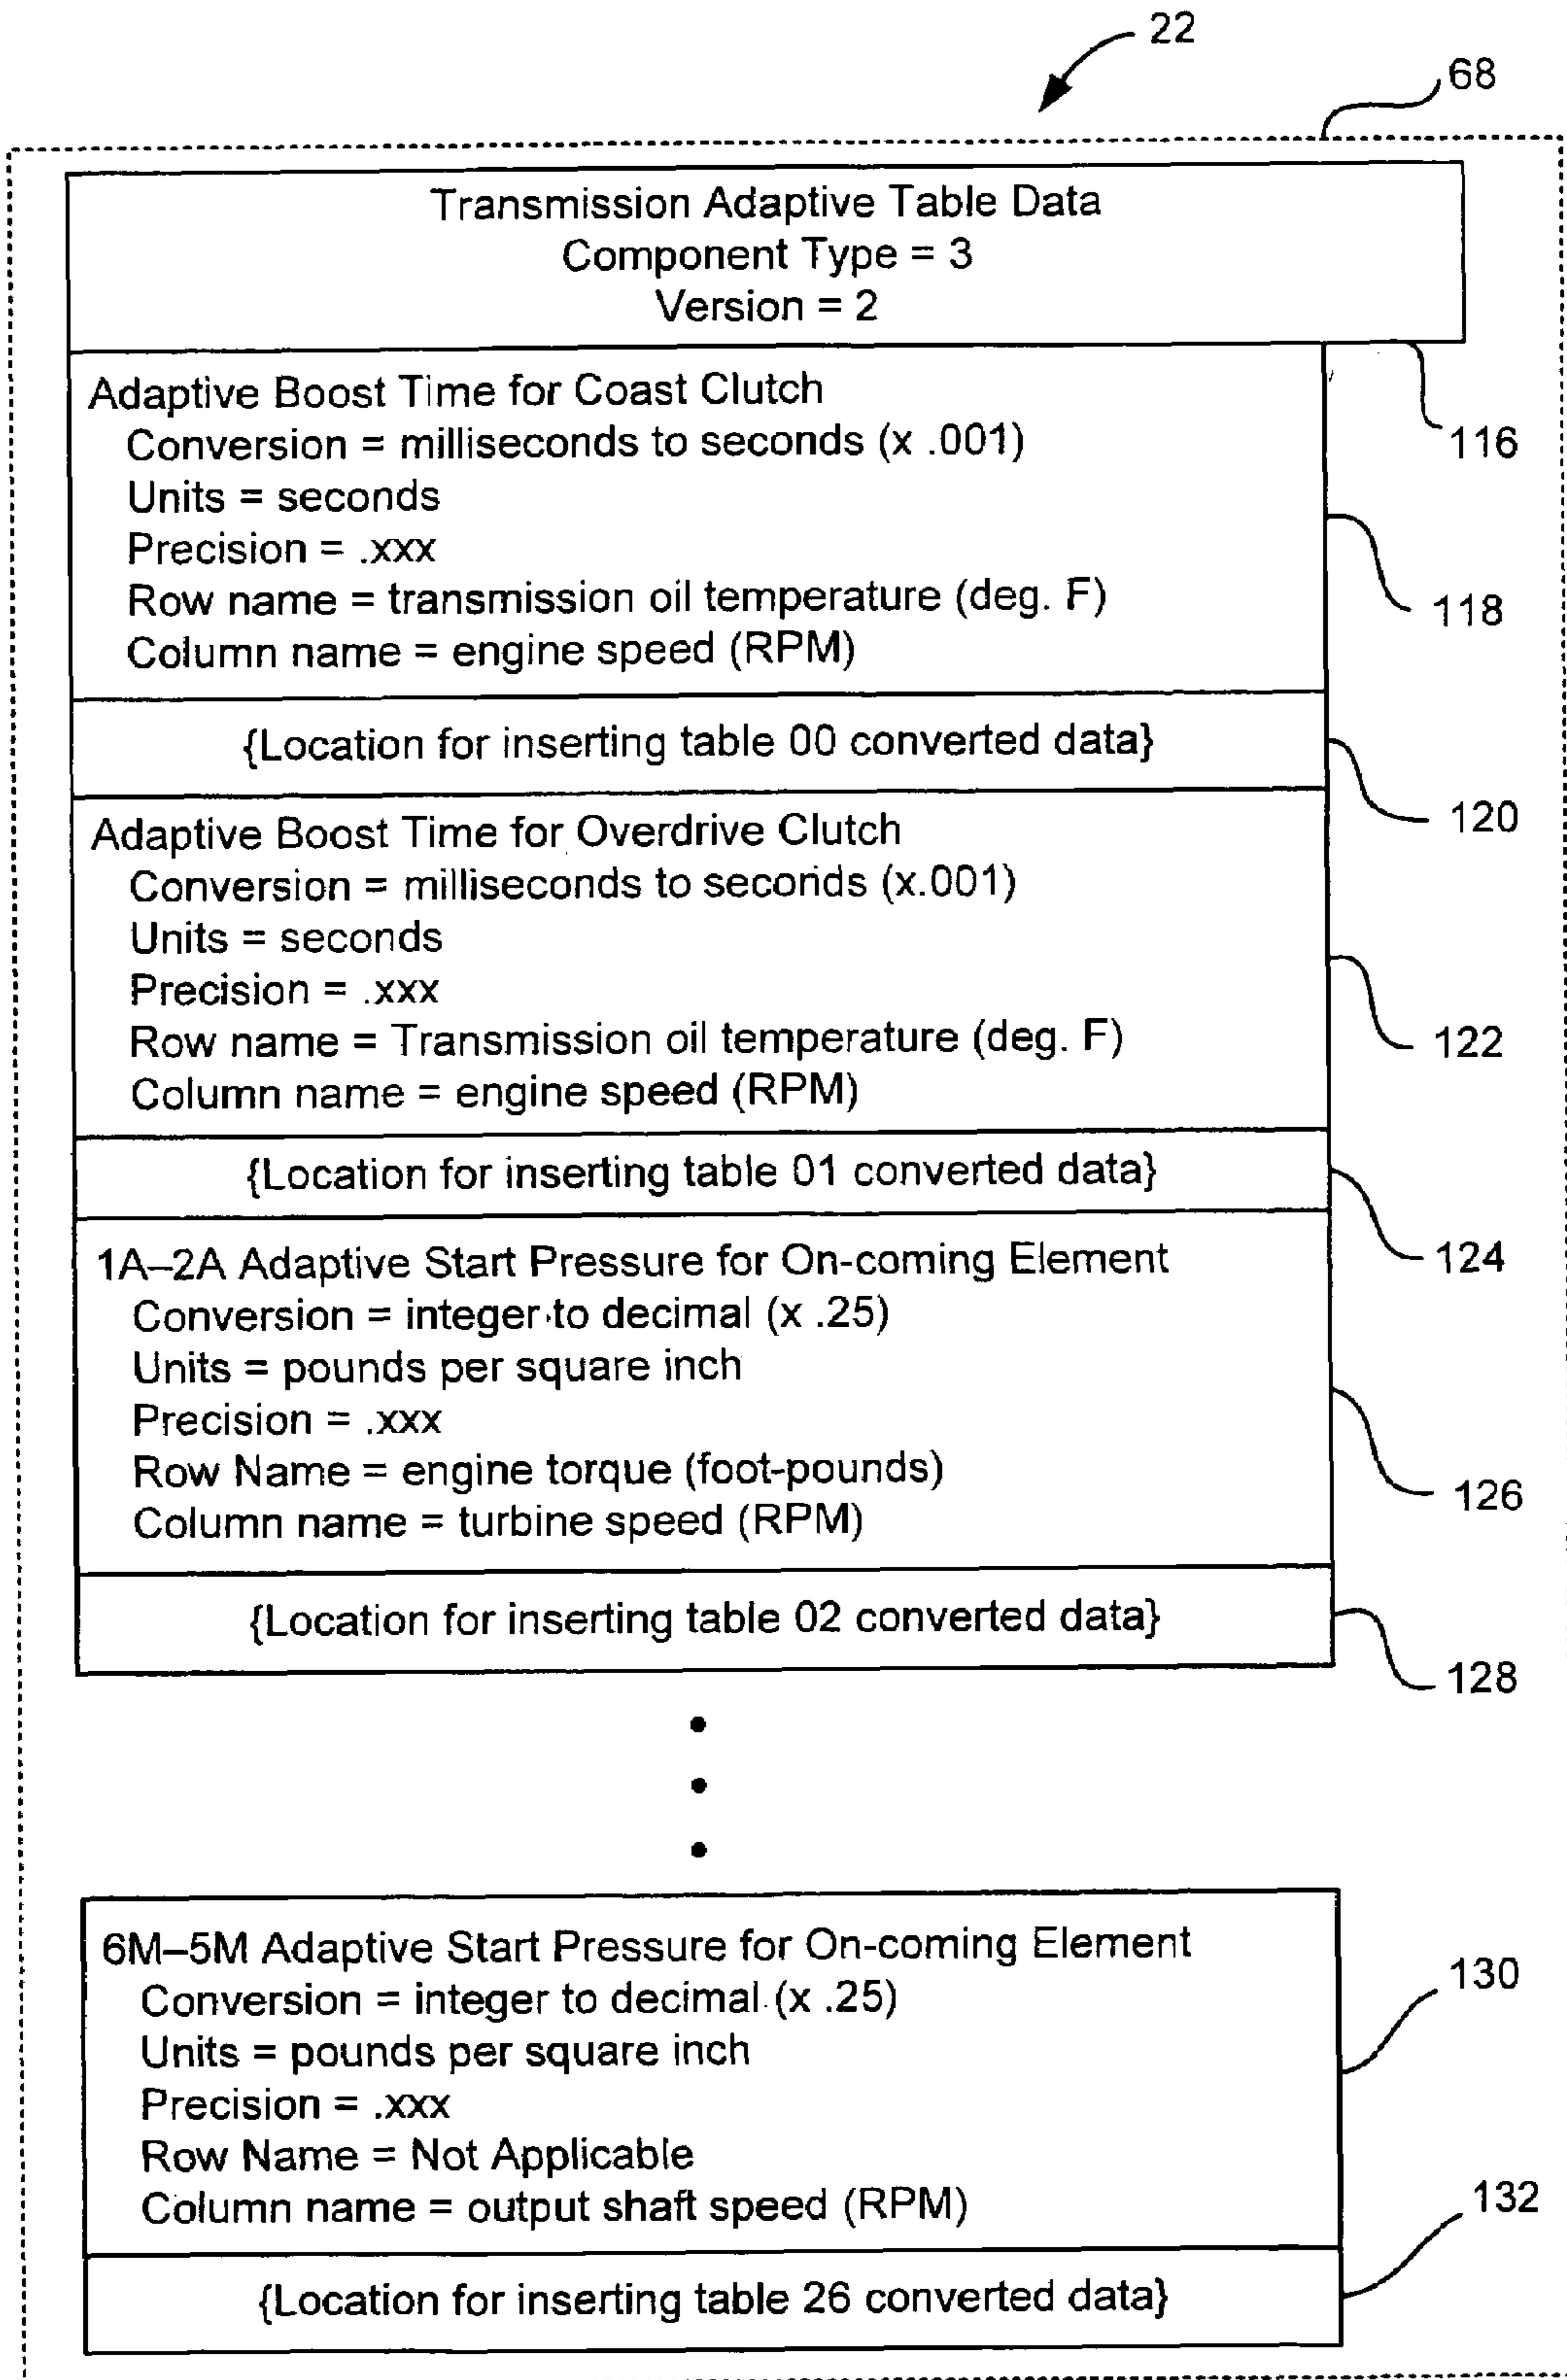 22
68
Transmission Adaptive Table Data
Component Type = 3
Version = 2
116
Adaptive Boost Time for Coast Clutch
Conversion = milliseconds to seconds (x .001)
Units = seconds
Precision = .xxx
Row name = transmission oil temperature (deg. F)
Column name = engine speed (RPM)
118
{Location for inserting table 00 converted data}
120
Adaptive Boost Time for Overdrive Clutch
Conversion = milliseconds to seconds (x.001)
Units = seconds
Precision = .xxx
Row name = Transmission oil temperature (deg. F)
Column name = engine speed (RPM)
122
{Location for inserting table 01 converted data}
124
1A–2A Adaptive Start Pressure for On-coming Element
Conversion = integer to decimal (x .25)
Units = pounds per square inch
Precision = .xxx
Row Name = engine torque (foot-pounds)
Column name = turbine speed (RPM)
126
{Location for inserting table 02 converted data}
128
6M–5M Adaptive Start Pressure for On-coming Element
Conversion = integer to decimal (x .25)
Units = pounds per square inch
Precision = .xxx
Row Name = Not Applicable
Column name = output shaft speed (RPM)
130
{Location for inserting table 26 converted data}
132